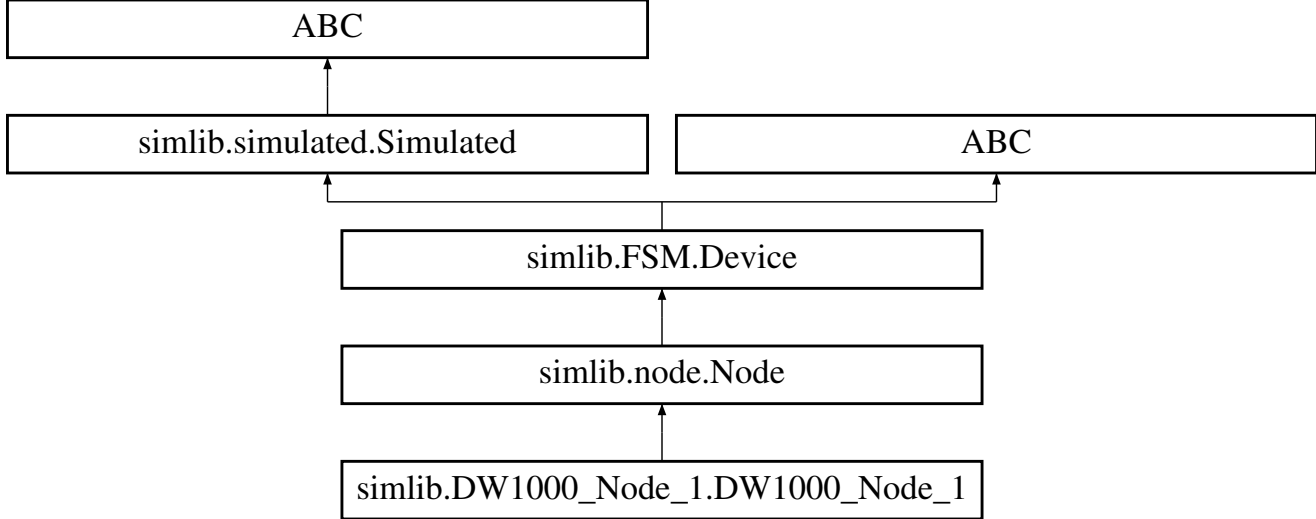 ABC
simlib.simulated.Simulated
ABC
simlib.FSM.Device
simlib.node.Node
simlib.DW1000_Node_1.DW1000_Node_1